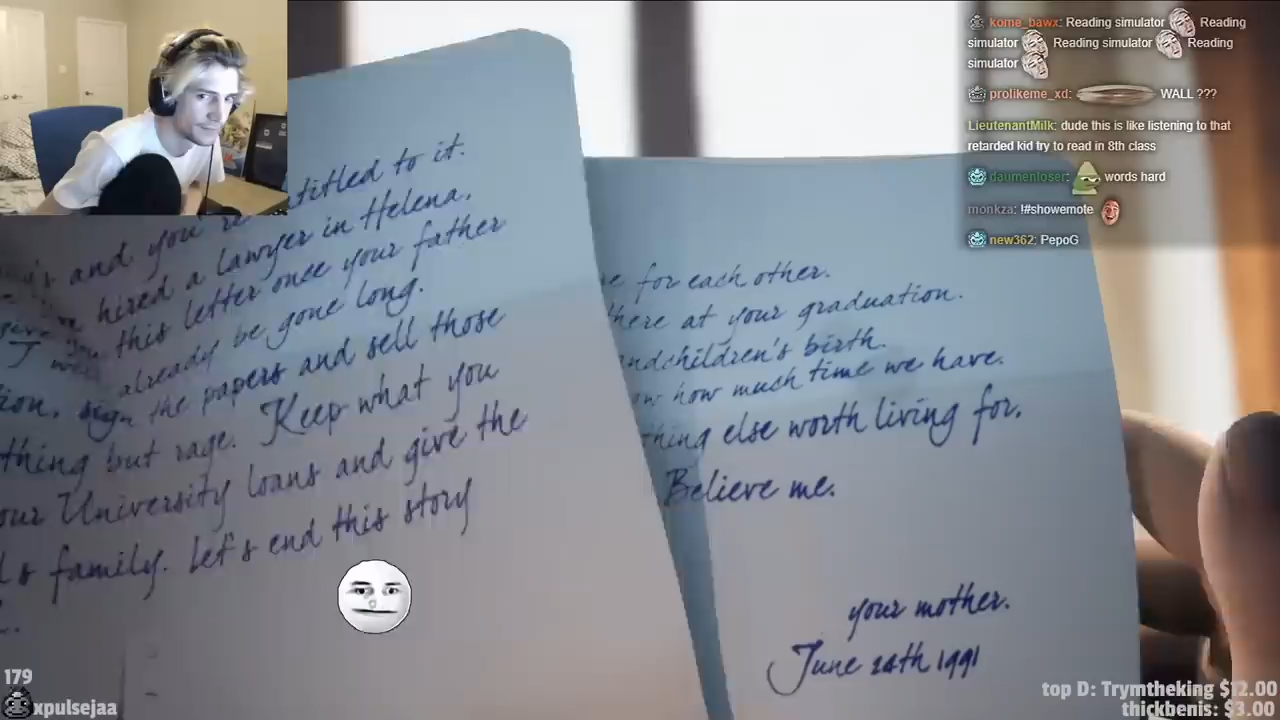 kome_bawx: Reading simulator Reading
simulator Reading simulator Reading
simulator
prolikeme_xd: WALL ???
LieutenantMilk: dude this is like listening to that
retarded kid try to read in 8th class
daumenloser: words hard
monkza: !#showemote
new362: PepoG
titled to it.
and you're
hired a lawyer in Helena,
this letter once your father
already be gone long.
sign the papers and sell those
thing but rage. Keep what you
our University loans and give the
family. Let's end this story
for each other.
there at your graduation.
andchildren's birth.
ow how much time we have.
thing else worth living for.
Believe me.
your mother.
June 14th 1991
179
xpulsejaa
top D: Trymtheking $12.00
thickbenis: $3.00